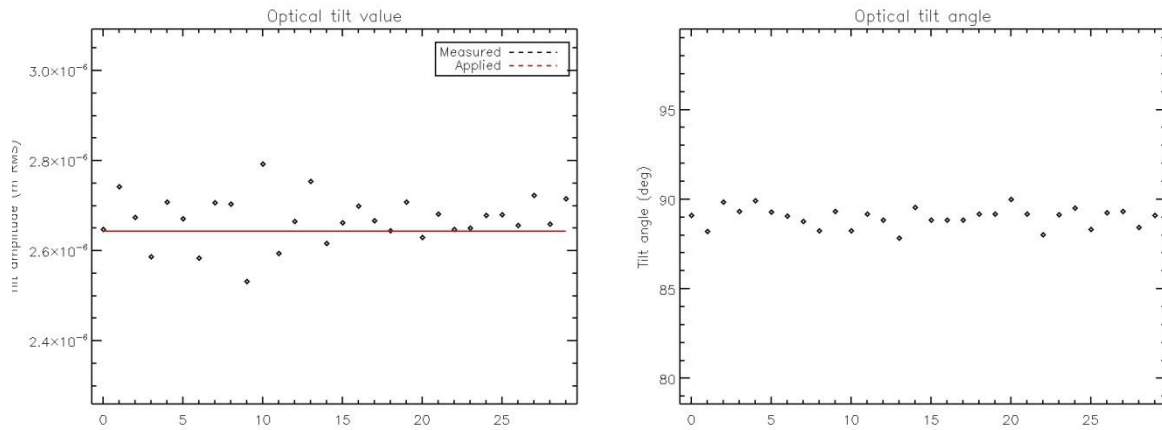 Optical tilt value
Measured
Applied
3.0×10-6
2.8×10-6
2.6×10-6
2.4×10-6
amplitude (m RMS)
0 5 10 15 20 25
Optical tilt angle
95
90
85
80
Tilt angle (deg)
0 5 10 15 20 25